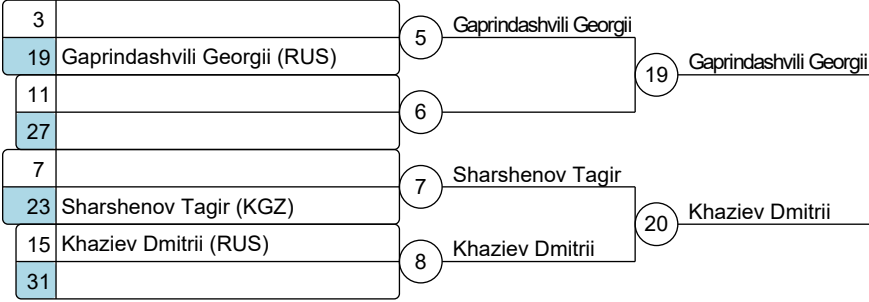 3
5 Gaprindashvili Georgii
19 Gaprindashvili Georgii (RUS)
19 Gaprindashvili Georgii
11
6
27
7
7 Sharshenov Tagir
23 Sharshenov Tagir (KGZ)
20 Khaziev Dmitrii
15 Khaziev Dmitrii (RUS)
8 Khaziev Dmitrii
31